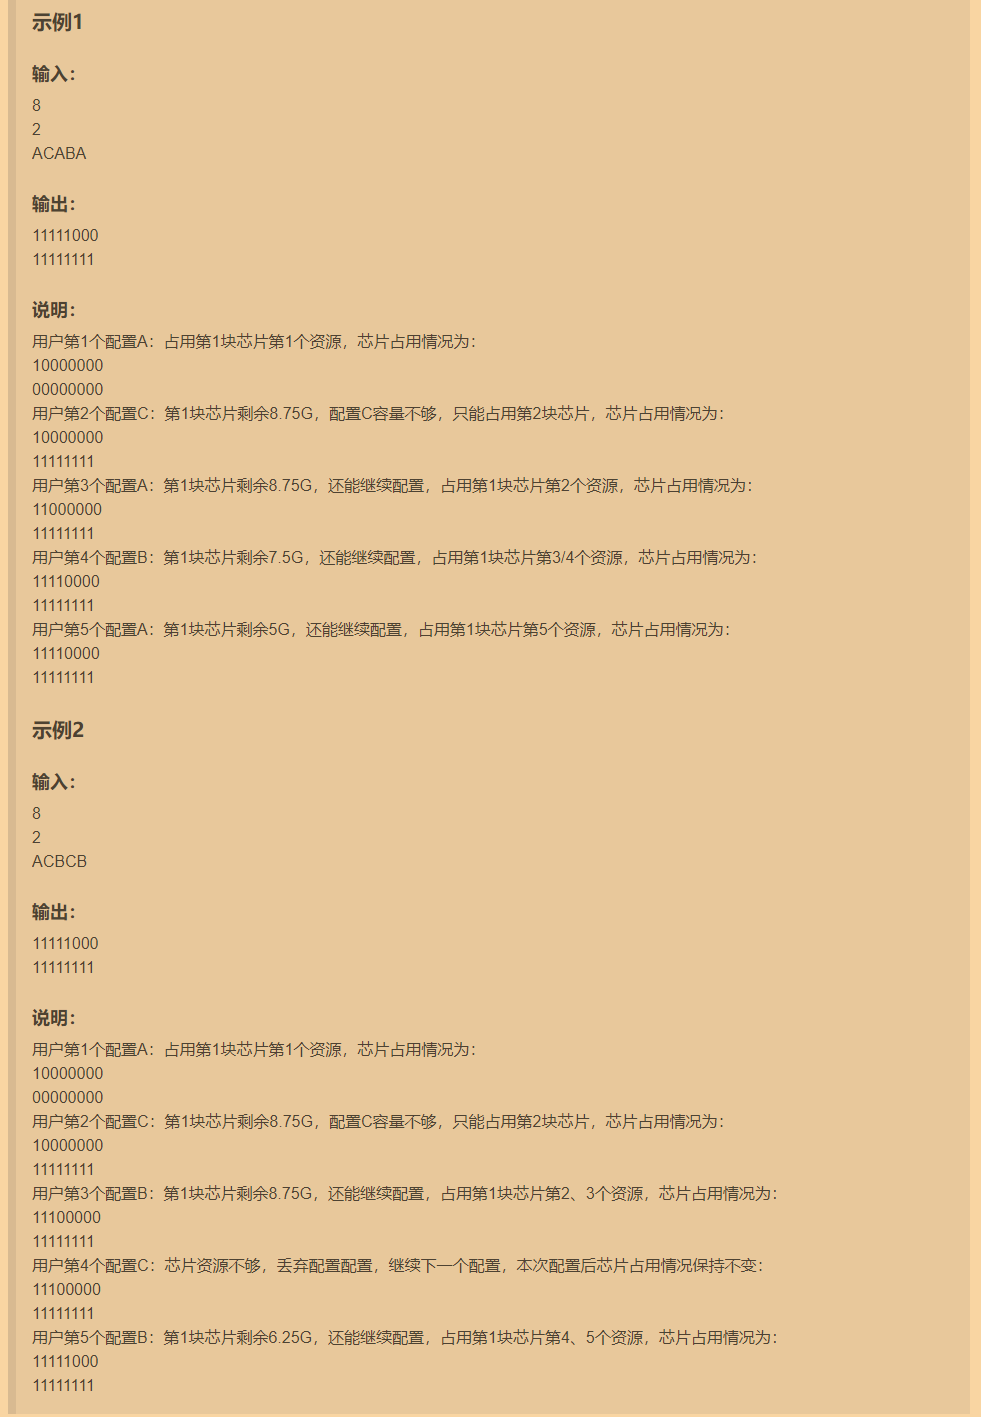 示例1
输入：
8
2
ACABA
输出：
11111000
11111111
说明：
用户第1个配置A：占用第1块芯片第1个资源，芯片占用情况为：
10000000
00000000
用户第2个配置C：第1块芯片剩余8.75G，配置C容量不够，只能占用第2块芯片，芯片占用情况为：
10000000
11111111
用户第3个配置A：第1块芯片剩余8.75G，还能继续配置，占用第1块芯片第2个资源，芯片占用情况为：
11000000
11111111
用户第4个配置B：第1块芯片剩余7.5G，还能继续配置，占用第1块芯片第3/4个资源，芯片占用情况为：
11110000
11111111
用户第5个配置A：第1块芯片剩余5G，还能继续配置，占用第1块芯片第5个资源，芯片占用情况为：
11110000
11111111
示例2
输入：
8
2
ACBCB
输出：
11111000
11111111
说明：
用户第1个配置A：占用第1块芯片第1个资源，芯片占用情况为：
10000000
00000000
用户第2个配置C：第1块芯片剩余8.75G，配置C容量不够，只能占用第2块芯片，芯片占用情况为：
10000000
11111111
用户第3个配置B：第1块芯片剩余8.75G，还能继续配置，占用第1块芯片第2、3个资源，芯片占用情况为：
11100000
11111111
用户第4个配置C：芯片资源不够，丢弃配置配置，继续下一个配置，本次配置后芯片占用情况保持不变：
11100000
11111111
用户第5个配置B：第1块芯片剩余6.25G，还能继续配置，占用第1块芯片第4、5个资源，芯片占用情况为：
11111000
11111111